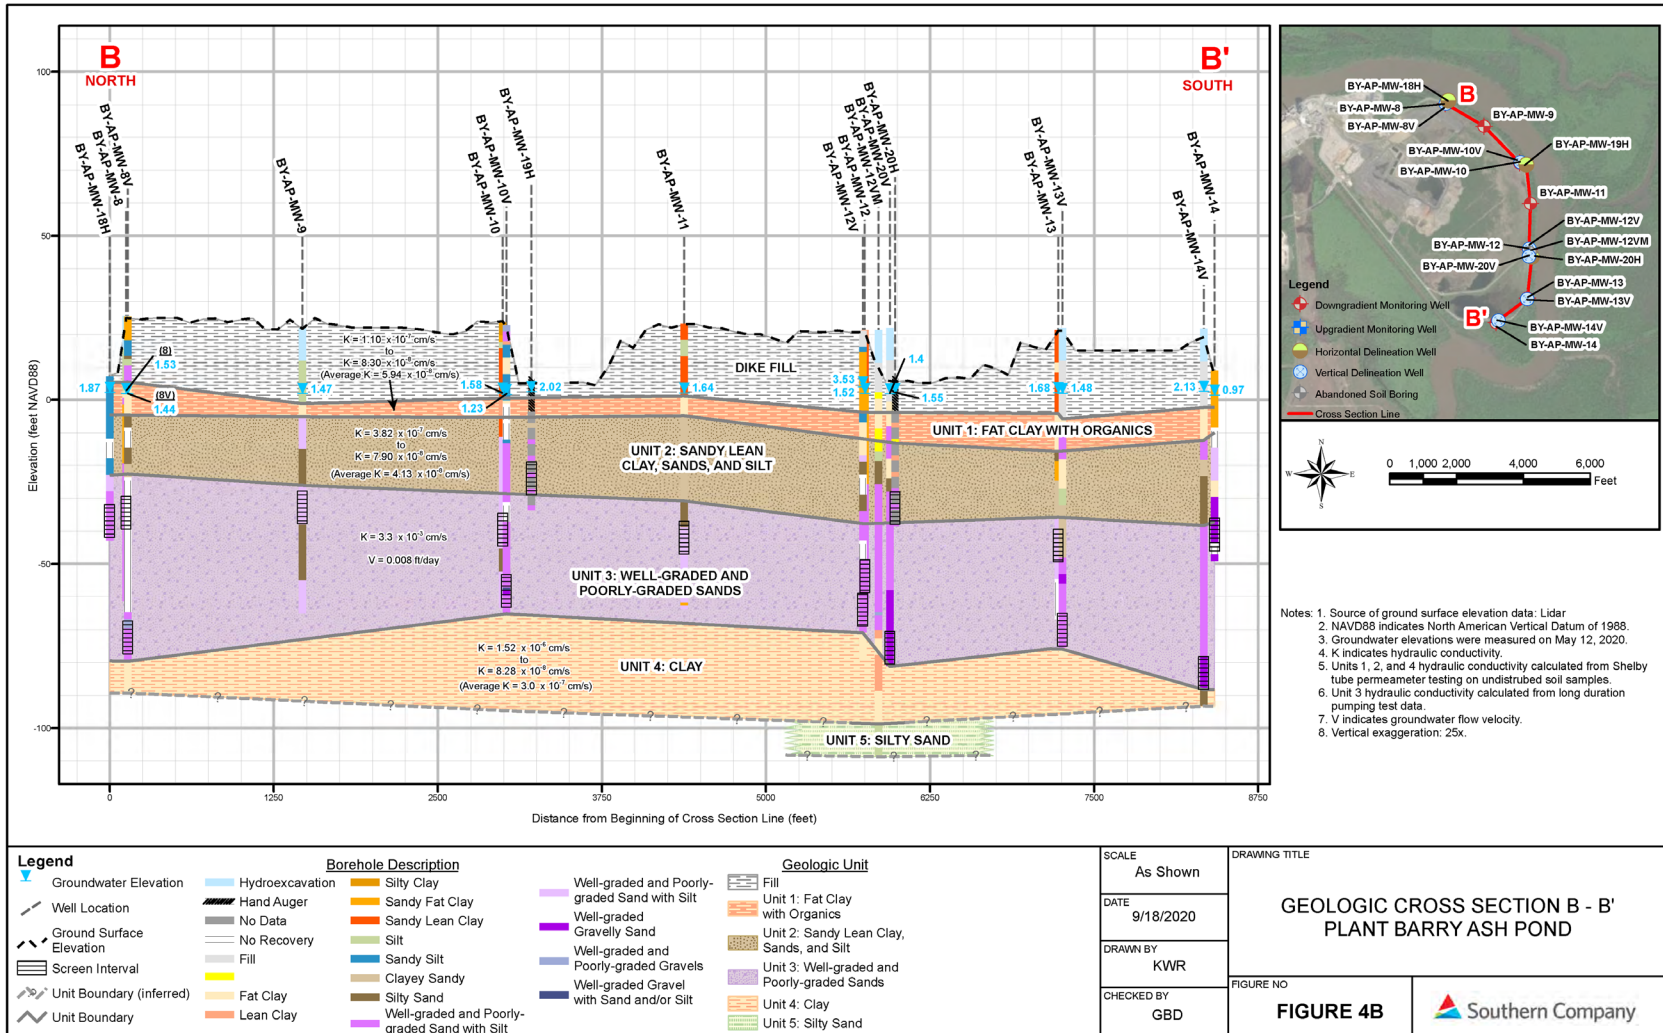 B
NORTH
B'
SOUTH
BY-AP-MW-18H
BY-AP-MW-8
BY-AP-MW-8V
BY-AP-MW-9
BY-AP-MW-10
BY-AP-MW-10V
BY-AP-MW-19H
BY-AP-MW-11
BY-AP-MW-12V
BY-AP-MW-12
BY-AP-MW-12VM
BY-AP-MW-20V
BY-AP-MW-20H
BY-AP-MW-13
BY-AP-MW-13V
BY-AP-MW-14V
BY-AP-MW-14
Elevation (feet NAVD88)
100
50
0
-50
-100
1.87
(8)
1.53
(8V)
1.44
1.47
1.58
1.23
2.02
1.64
3.53
1.52
1.4
1.55
1.68
1.48
2.13
0.97
K = 1.10 x 10⁻⁷ cm/s
to
K = 8.30 x 10⁻⁸ cm/s
(Average K = 5.94 x 10⁻⁸ cm/s)
DIKE FILL
UNIT 1: FAT CLAY WITH ORGANICS
K = 3.82 x 10⁻⁷ cm/s
to
K = 7.90 x 10⁻⁸ cm/s
(Average K = 4.13 x 10⁻⁸ cm/s)
UNIT 2: SANDY LEAN
CLAY, SANDS, AND SILT
K = 3.3 x 10⁻³ cm/s
V = 0.008 ft/day
UNIT 3: WELL-GRADED AND
POORLY-GRADED SANDS
K = 1.52 x 10⁻⁶ cm/s
to
K = 8.28 x 10⁻⁸ cm/s
(Average K = 3.0 x 10⁻⁷ cm/s)
UNIT 4: CLAY
UNIT 5: SILTY SAND
? ? ? ? ? ? ? ? ? ? ?
? ? ?
0 1250 2500 3750 5000 6250 7500 8750
Distance from Beginning of Cross Section Line (feet)
BY-AP-MW-18H
B
BY-AP-MW-8
BY-AP-MW-9
BY-AP-MW-8V
BY-AP-MW-19H
BY-AP-MW-10V
BY-AP-MW-10
BY-AP-MW-11
BY-AP-MW-12V
BY-AP-MW-12
BY-AP-MW-12VM
BY-AP-MW-20V
BY-AP-MW-20H
BY-AP-MW-13
BY-AP-MW-13V
B'
BY-AP-MW-14V
BY-AP-MW-14
Legend
Downgradient Monitoring Well
Upgradient Monitoring Well
Horizontal Delineation Well
Vertical Delineation Well
Abandoned Soil Boring
Cross Section Line
N
W E
S
0 1,000 2,000 4,000 6,000
Feet
Notes: 1. Source of ground surface elevation data: Lidar
2. NAVD88 indicates North American Vertical Datum of 1988.
3. Groundwater elevations were measured on May 12, 2020.
4. K indicates hydraulic conductivity.
5. Units 1, 2, and 4 hydraulic conductivity calculated from Shelby
tube permeameter testing on undistrubed soil samples.
6. Unit 3 hydraulic conductivity calculated from long duration
pumping test data.
7. V indicates groundwater flow velocity.
8. Vertical exaggeration: 25x.
Legend
Groundwater Elevation
Well Location
Ground Surface
Elevation
Screen Interval
Unit Boundary (inferred)
Unit Boundary
Borehole Description
Hydroexcavation
Hand Auger
No Data
No Recovery
Fill
Fat Clay
Lean Clay
Silty Clay
Sandy Fat Clay
Sandy Lean Clay
Silt
Sandy Silt
Clayey Sandy
Silty Sand
Well-graded and Poorly-
graded Sand with Silt
Well-graded and Poorly-
graded Sand with Silt
Well-graded
Gravelly Sand
Well-graded and
Poorly-graded Gravels
Well-graded Gravel
with Sand and/or Silt
Geologic Unit
Fill
Unit 1: Fat Clay
with Organics
Unit 2: Sandy Lean Clay,
Sands, and Silt
Unit 3: Well-graded and
Poorly-graded Sands
Unit 4: Clay
Unit 5: Silty Sand
SCALE
As Shown
DATE
9/18/2020
DRAWN BY
KWR
CHECKED BY
GBD
DRAWING TITLE
GEOLOGIC CROSS SECTION B - B'
PLANT BARRY ASH POND
FIGURE NO
FIGURE 4B
Southern Company